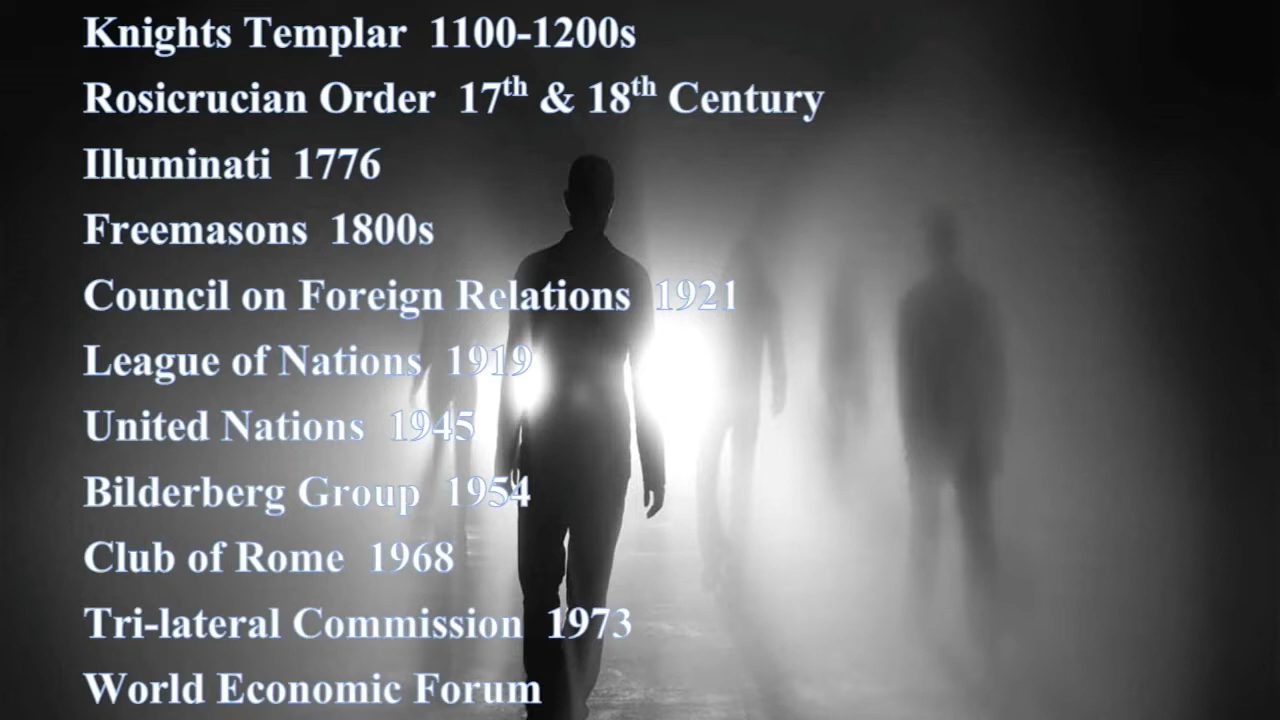 Knights Templar 1100-1200s
Rosicrucian Order 17th & 18th Century
Illuminati 1776
Freemasons 1800s
Council on Foreign Relations 1921
League of Nations 1919
United Nations 1945
Bilderberg Group 1954
Club of Rome 1968
Tri-lateral Commission 1973
World Economic Forum